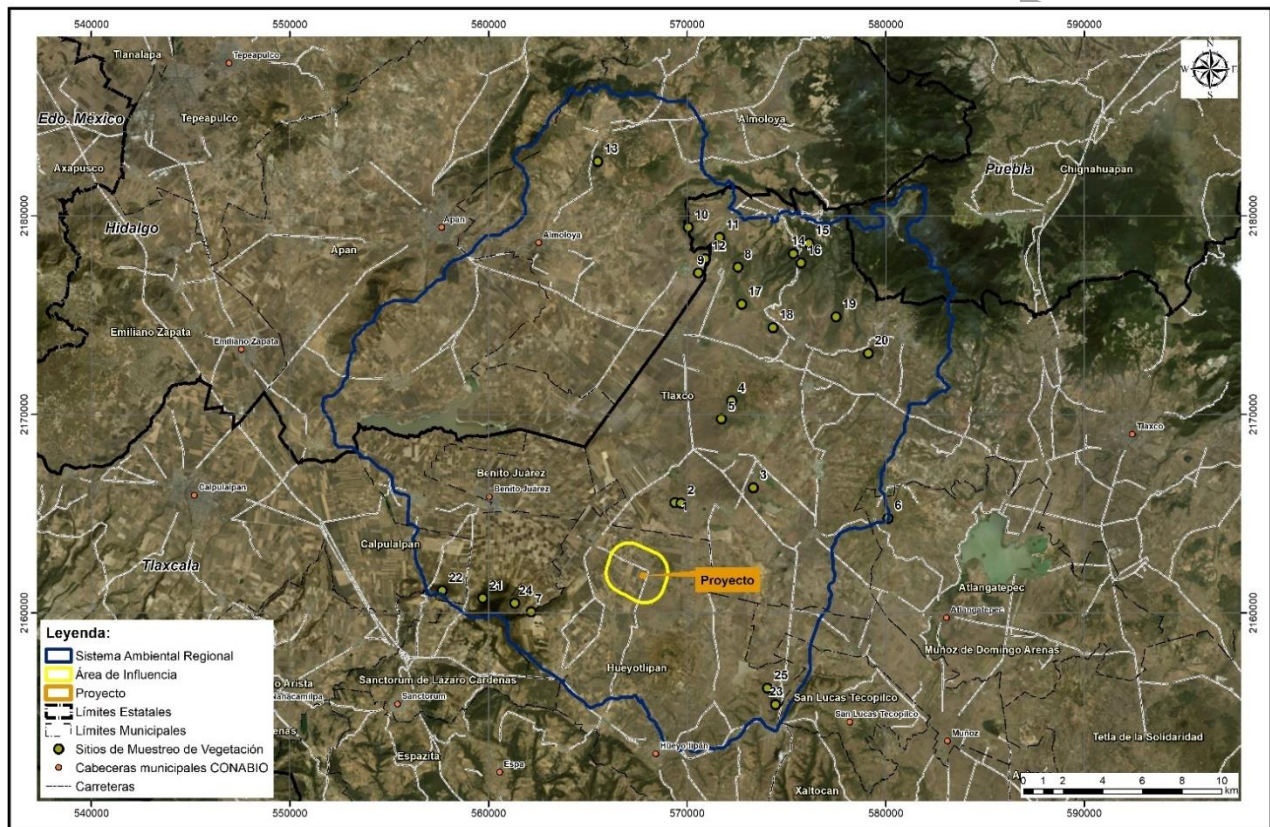 540000 550000 560000 570000 580000 590000
Tlanalapa
Tepeapulco
N
W E
S
Edo. México
Tepeapulco
Almoloya
Axapusco
13
Puebla
Chignahuapan
2180000
2180000
Hidalgo
Apan
10
11
15
Apan
Almoloya
12
14
16
9
8
17
19
18
Emiliano Zapata
Emiliano Zapata
20
4
Tlaxco
5
2170000
2170000
Tlaxco
Benito Juárez
Calpulalpan
Benito Juárez
2
3
1
6
Calpulalpan
Tlaxcala
Proyecto
Atlangatepec
22
21
24
7
2160000
2160000
Atlangatepec
Muñoz de Domingo Arenas
Hueyotlipan
Sanctorum de Lázaro Cárdenas
25
23
San Lucas Tecopilco
Sanctorum
San Lucas Tecopilco
Muñoz
Tetla de la Solidaridad
Espazita
Espa
Xaltocan
Leyenda:
Sistema Ambiental Regional
Área de Influencia
Proyecto
Límites Estatales
Límites Municipales
Sitios de Muestreo de Vegetación
Cabeceras municipales CONABIO
Carreteras
0 1 2 4 6 8 10
km
540000 550000 560000 570000 580000 590000